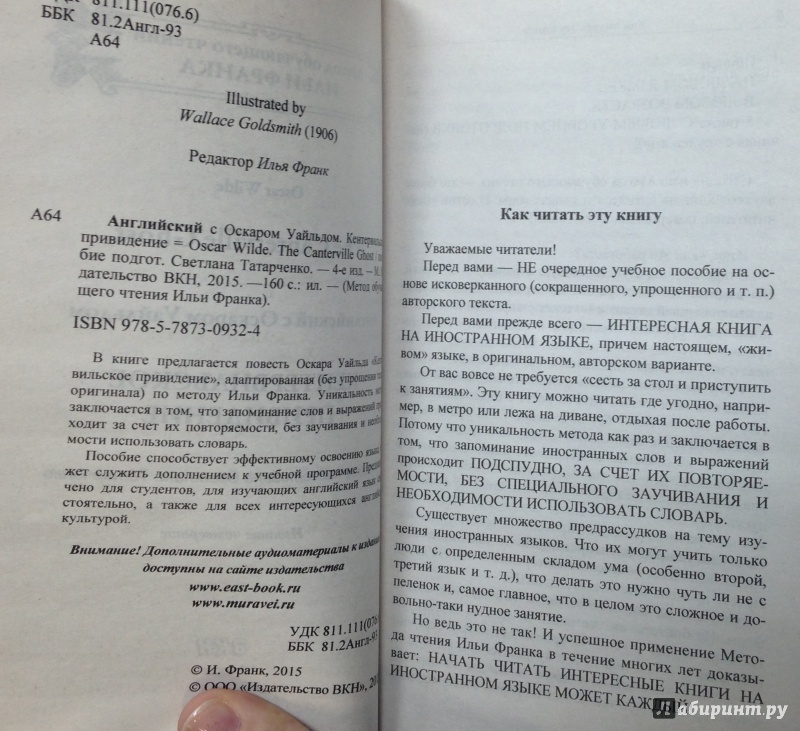 811.111(076.6)
ББК 81.2Англ-93
А64
Illustrated by
Wallace Goldsmith (1906)
Редактор Илья Франк
А64
Английский с Оскаром Уайльдом.
привидение = Oscar Wilde. The Canterville Ghost
бие подгот. Светлана Татарченко. — 4-е изд. — М.
дательство ВКН, 2015. —160 с.: ил. — (Метод обу
щего чтения Ильи Франка).
ISBN 978-5-7873-0932-4
В книге предлагается повесть Оскара Уайльда
вильское привидение», адаптированная (без упрощения
оригинала) по методу Ильи Франка. Уникальность
заключается в том, что запоминание слов и выражений
ходит за счет их повторяемости, без заучивания и
мости использовать словарь.
Пособие способствует эффективному освоению языка
жет служить дополнением к учебной программе.
чено для студентов, для изучающих английский язык
стоятельно, а также для всех интересующихся
культурой.
Внимание! Дополнительные аудиоматериалы к
доступны на сайте издательства
www.east-book.ru
www.muravei.ru
УДК 811.111(076.
ББК 81.2Англ-93
© И. Франк, 2015
© ООО «Издательство ВКН», 20
Как читать эту книгу
Уважаемые читатели!
Перед вами — НЕ очередное учебное пособие на ос-
нове исковерканного (сокращенного, упрощенного и т. п.)
авторского текста.
Перед вами прежде всего — ИНТЕРЕСНАЯ КНИГА
НА ИНОСТРАННОМ ЯЗЫКЕ, причем настоящем, «жи-
вом» языке, в оригинальном, авторском варианте.
От вас вовсе не требуется «сесть за стол и приступить
к занятиям». Эту книгу можно читать где угодно, напри-
мер, в метро или лежа на диване, отдыхая после работы.
Потому что уникальность метода как раз и заключается в
том, что запоминание иностранных слов и выражений
происходит ПОДСПУДНО, ЗА СЧЕТ ИХ ПОВТОРЯЕ-
МОСТИ, БЕЗ СПЕЦИАЛЬНОГО ЗАУЧИВАНИЯ И
НЕОБХОДИМОСТИ ИСПОЛЬЗОВАТЬ СЛОВАРЬ.
Существует множество предрассудков на тему изу-
чения иностранных языков. Что их могут учить только
люди с определенным складом ума (особенно второй,
третий язык и т. д.), что делать это нужно чуть ли не с
пеленок и, самое главное, что в целом это сложное и до-
вольно-таки нудное занятие.
Но ведь это не так! И успешное применение Мето-
да чтения Ильи Франка в течение многих лет доказы-
вает: НАЧАТЬ ЧИТАТЬ ИНТЕРЕСНЫЕ КНИГИ НА
ИНОСТРАННОМ ЯЗЫКЕ МОЖЕТ
Лабиринт.ру